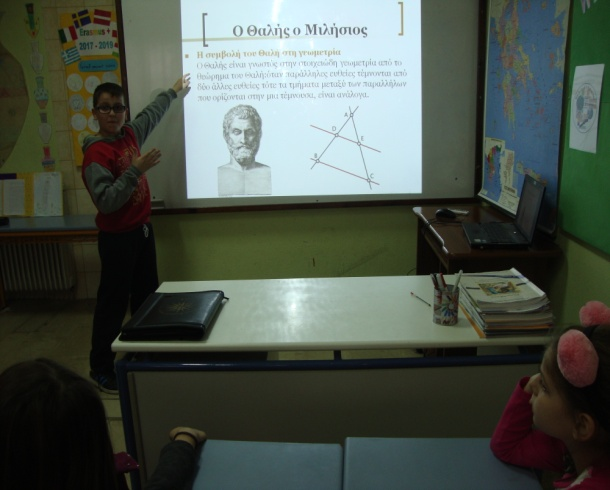 Erasmus+
2017 - 2019
Ο Θαλής ο Μιλήσιος
Η συμβολή του Θαλή στη γεωμετρία
Ο Θαλής είναι γνωστός στην στοιχειώδη γεωμετρία από το
θεώρημα του Θαλή:όταν παράλληλες ευθείες τέμνονται από
δύο άλλες ευθείες τότε τα τμήματα μεταξύ των παραλλήλων
που ορίζονται στην μια τέμνουσα, είναι ανάλογα.
A
D
E
B
C